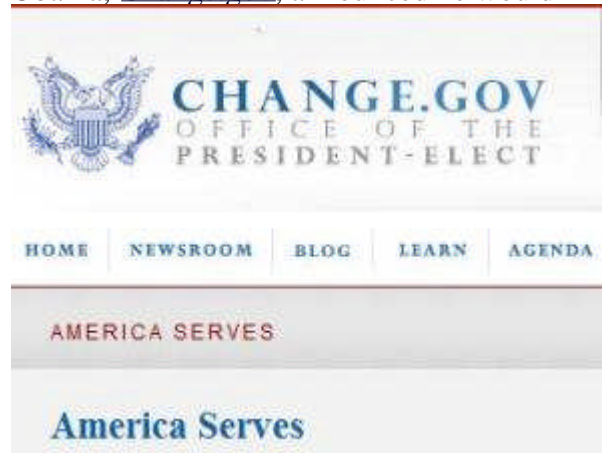 CHANGE.GOV
OFFICE OF THE
PRESIDENT-ELECT
HOME NEWSROOM BLOG LEARN AGENDA
AMERICA SERVES
America Serves